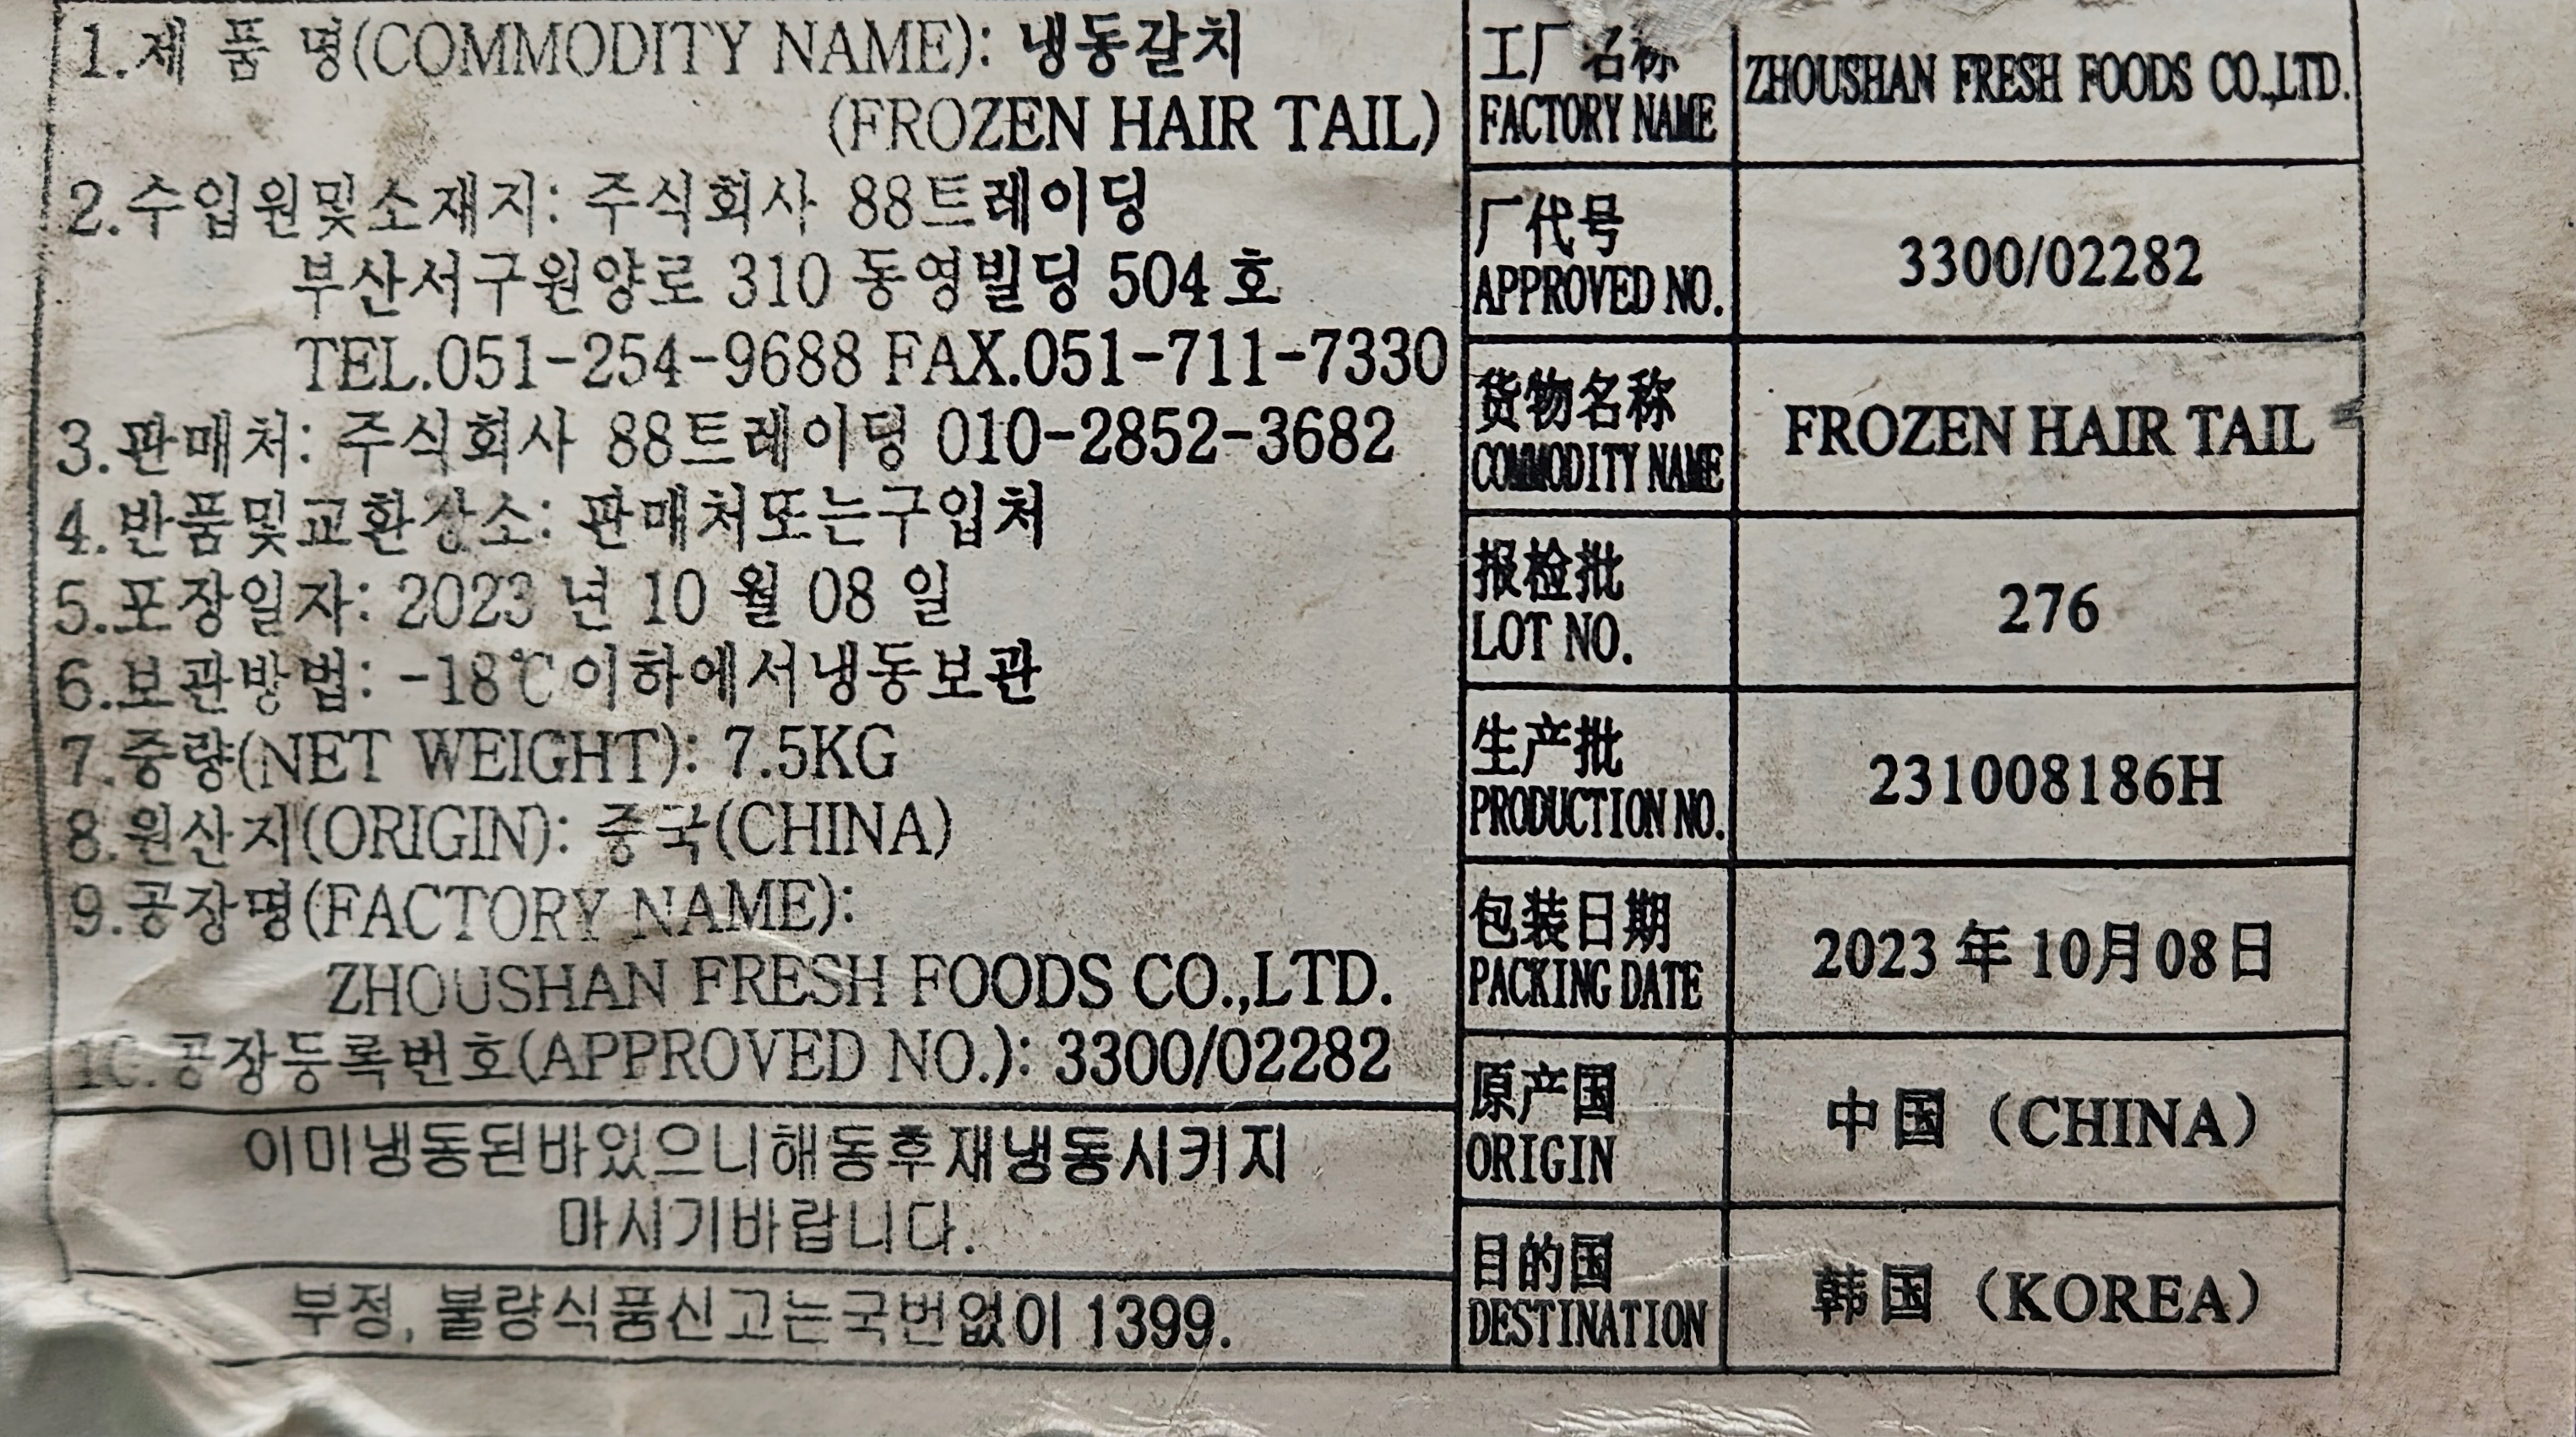 1.제 품 명(COMMODITY NAME): 냉동갈치
(FROZEN HAIR TAIL)
2.수입원및소재지: 주식회사 88트레이딩
부산서구원양로 310 동영빌딩 504호
TEL.051-254-9688 FAX.051-711-7330
3.판매처: 주식회사 88트레이딩 010-2852-3682
4.반품및교환장소: 판매처또는구입처
5.포장일자: 2023 년 10 월 08 일
6.보관방법: -18℃이하에서냉동보관
7.중량(NET WEIGHT): 7.5KG
8.원산지(ORIGIN): 중국(CHINA)
9.공장명(FACTORY NAME):
ZHOUSHAN FRESH FOODS CO.,LTD.
10.공장등록번호(APPROVED NO.): 3300/02282
이미냉동된바있으니해동후재냉동시키지
마시기바랍니다.
부정, 불량식품신고는국번없이 1399.
工厂名称
FACTORY NAME
ZHOUSHAN FRESH FOODS CO.,LTD.
厂代号
APPROVED NO.
3300/02282
货物名称
COMMODITY NAME
FROZEN HAIR TAIL
报检批
LOT NO.
276
生产批
PRODUCTION NO.
231008186H
包装日期
PACKING DATE
2023 年 10月 08日
原产国
ORIGIN
中国（CHINA）
目的国
DESTINATION
韩国（KOREA）